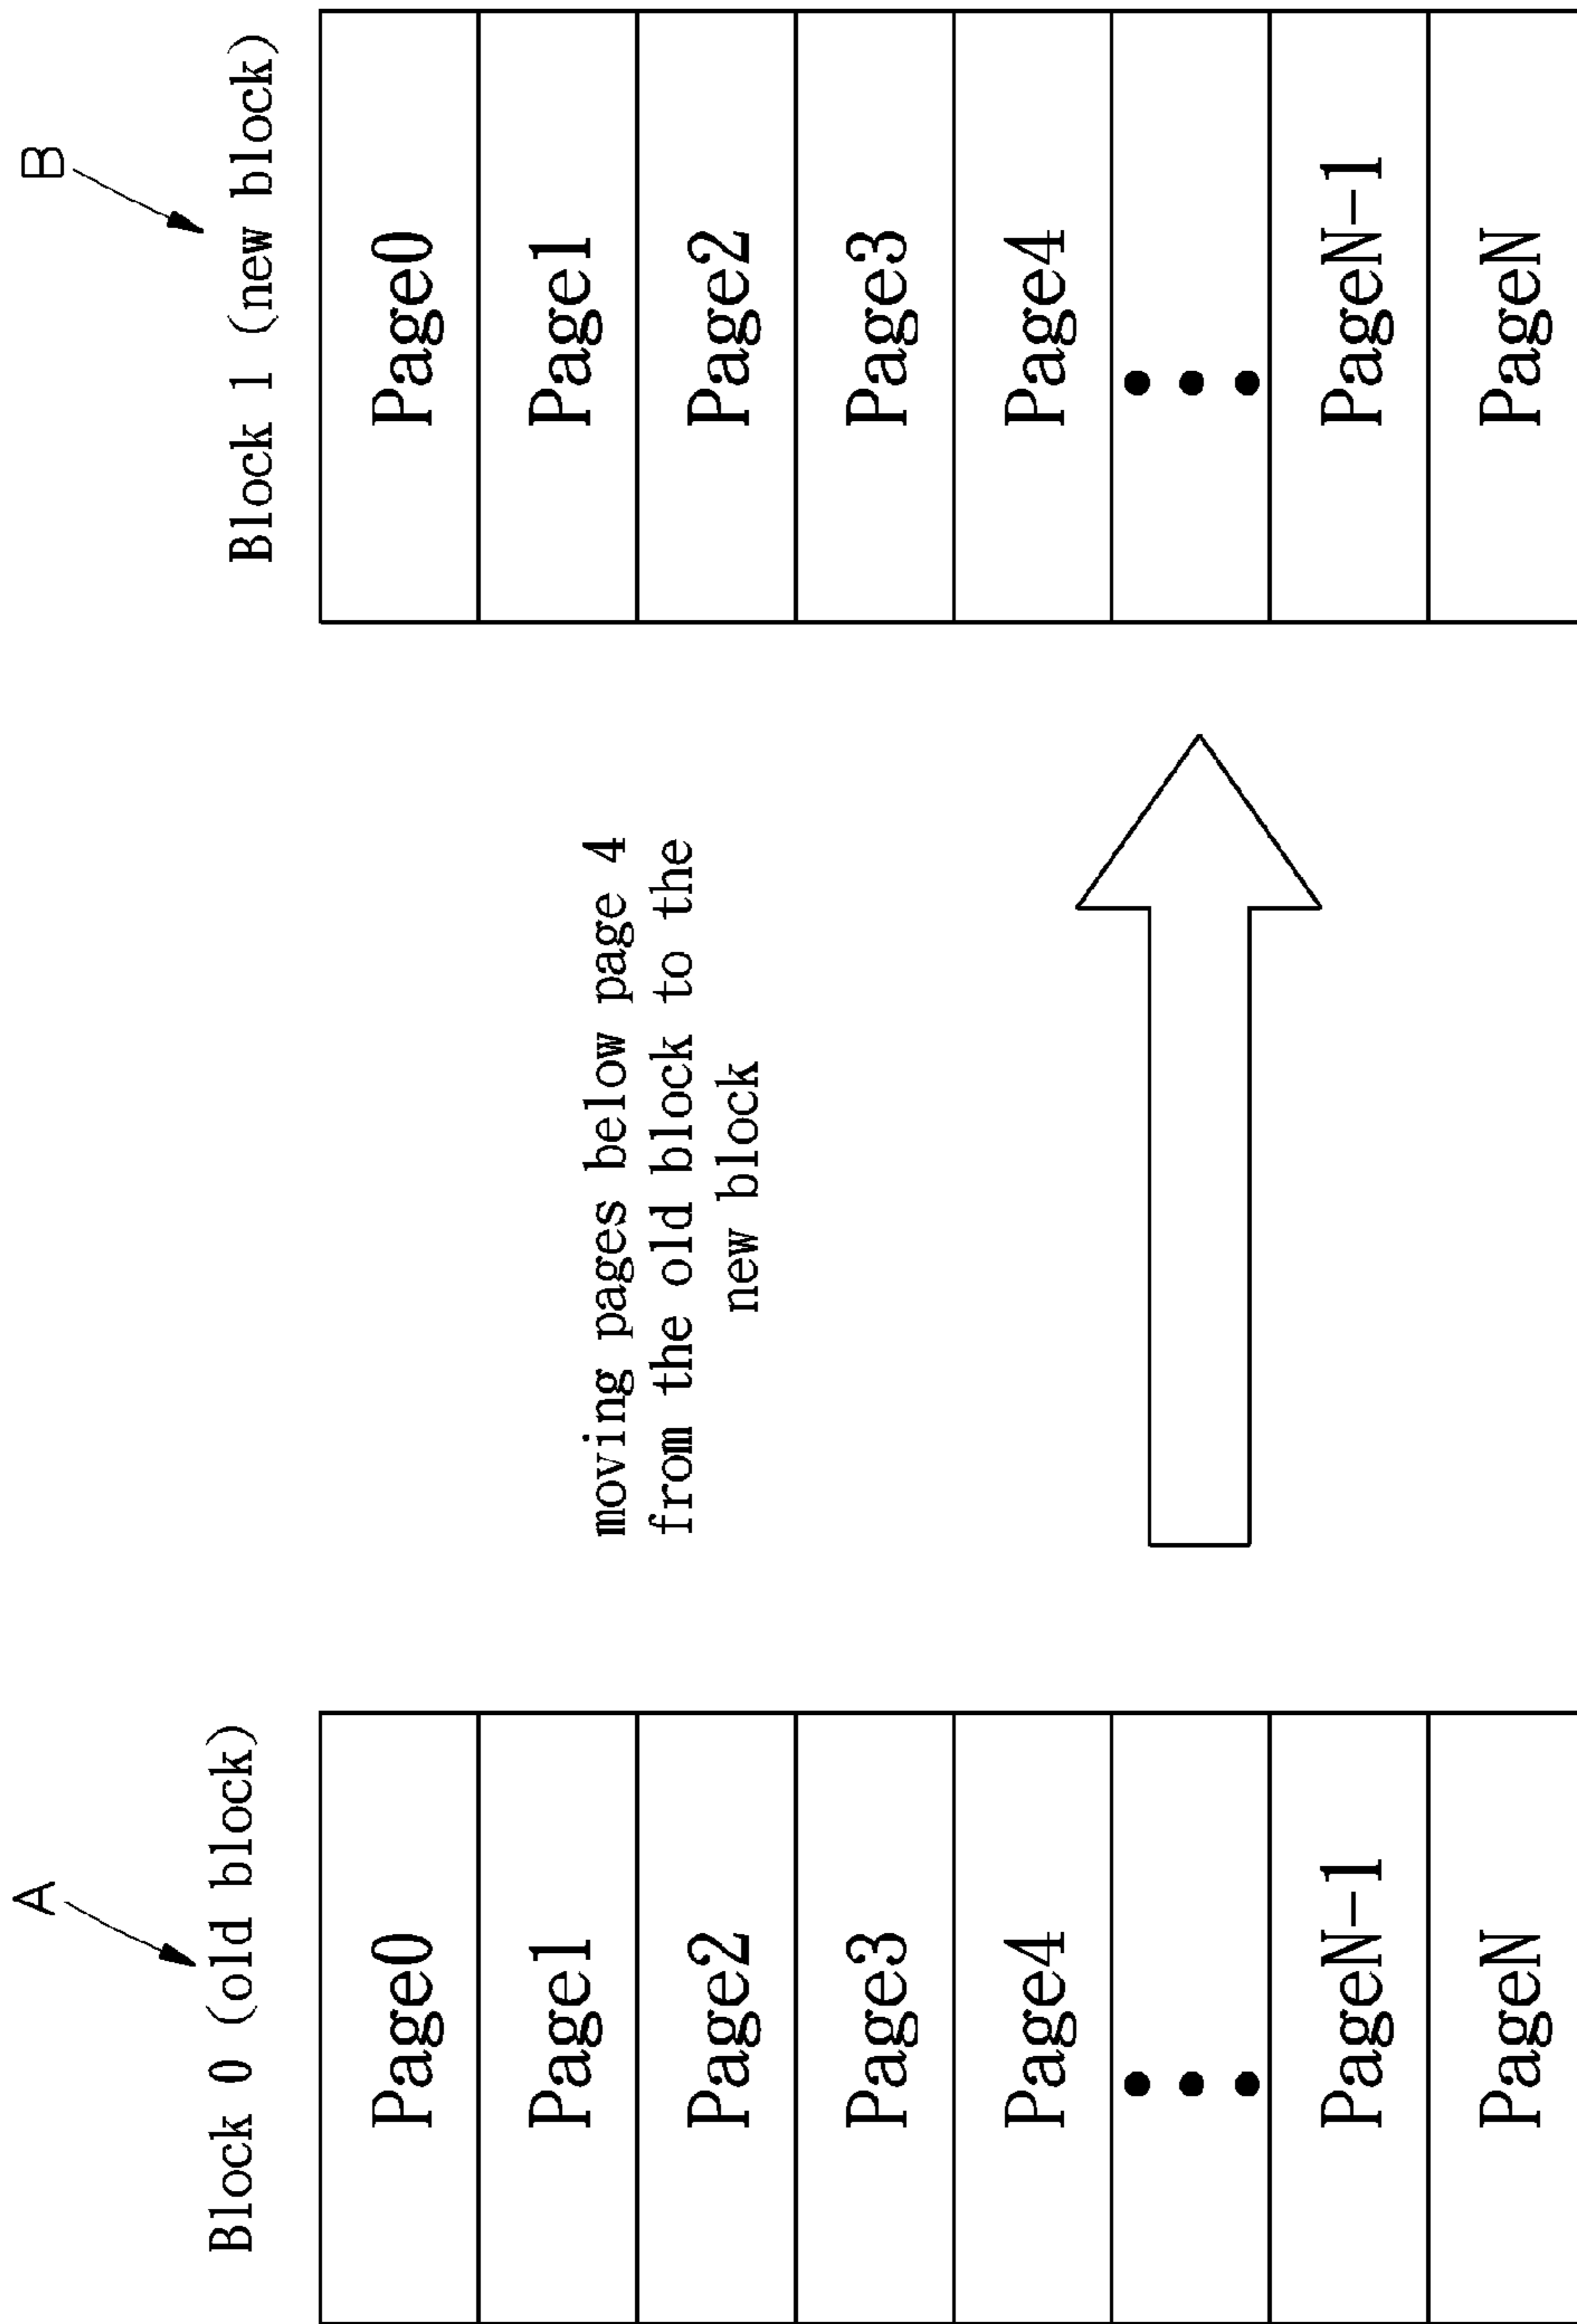 A
Block 0 (old block)
Page0
Page1
Page2
Page3
Page4
•••
PageN-1
PageN
moving pages below page 4
from the old block to the
new block
B
Block 1 (new block)
Page0
Page1
Page2
Page3
Page4
•••
PageN-1
PageN